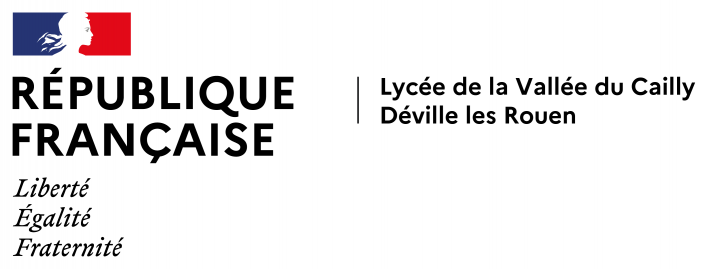 RÉPUBLIQUE
FRANÇAISE
Liberté
Égalité
Fraternité
Lycée de la Vallée du Cailly
Déville les Rouen